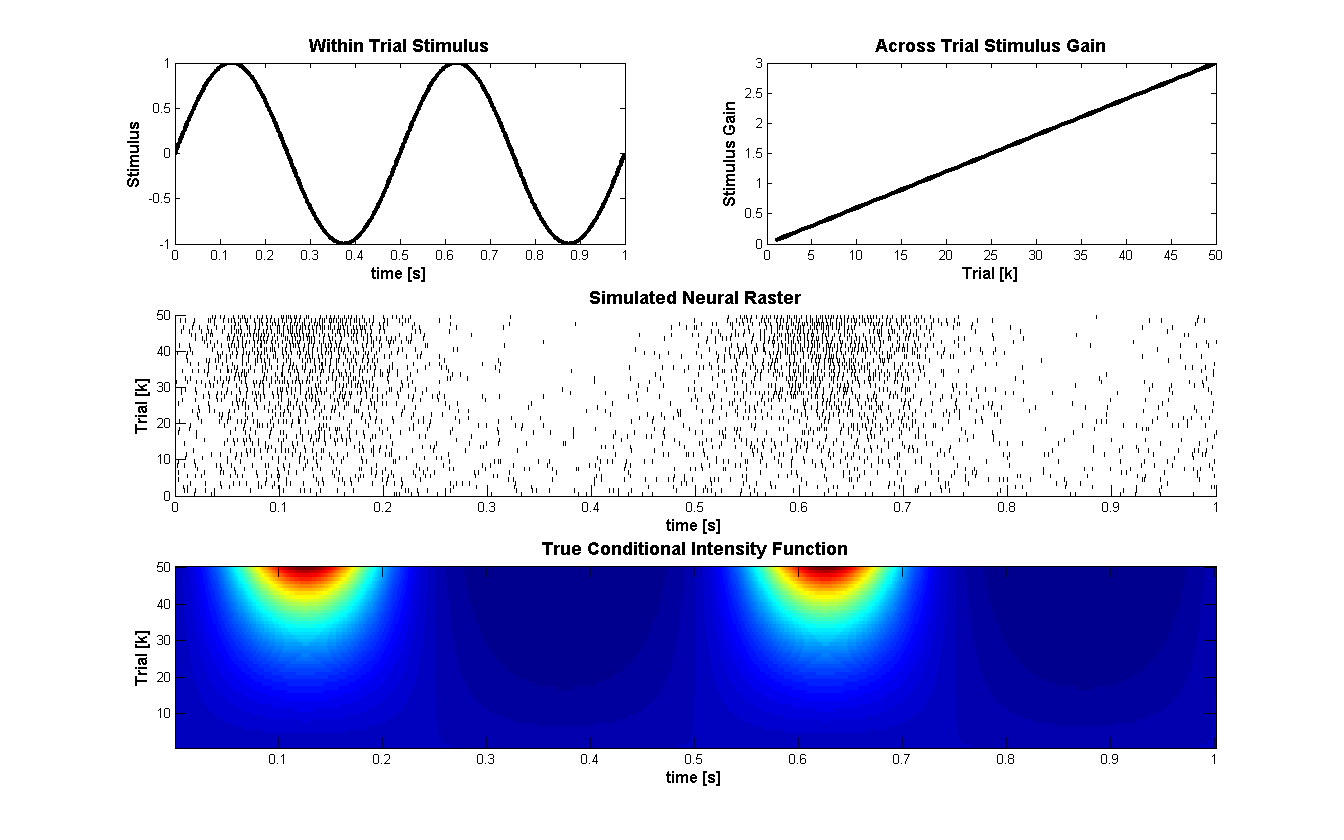 Within Trial Stimulus
Stimulus
1
0.5
0
-0.5
-1
0 0.1 0.2 0.3 0.4 0.5 0.6 0.7 0.8 0.9 1
time [s]
Across Trial Stimulus Gain
Stimulus Gain
3
2.5
2
1.5
1
0.5
0
0 5 10 15 20 25 30 35 40 45 50
Trial [k]
Simulated Neural Raster
Trial [k]
50
40
30
20
10
0
0 0.1 0.2 0.3 0.4 0.5 0.6 0.7 0.8 0.9 1
time [s]
True Conditional Intensity Function
Trial [k]
50
40
30
20
10
0.1 0.2 0.3 0.4 0.5 0.6 0.7 0.8 0.9 1
time [s]